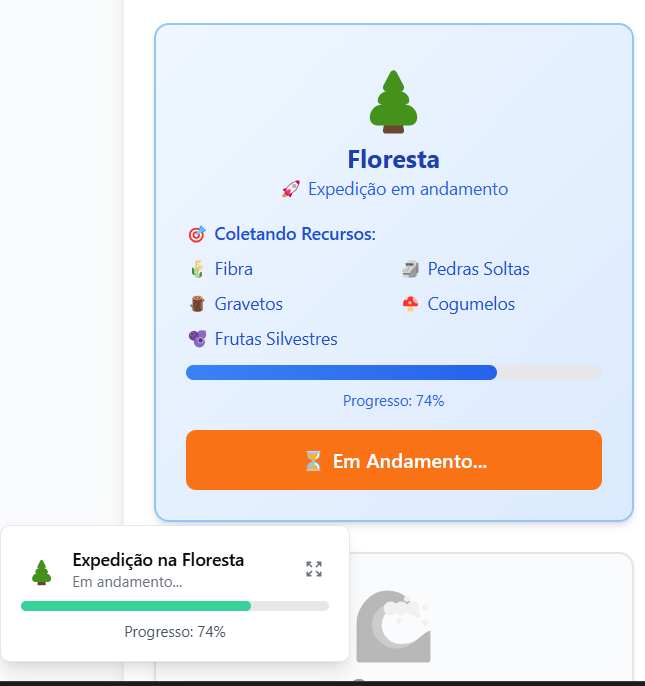 Floresta
Expedição em andamento
Coletando Recursos:
Fibra
Pedras Soltas
Gravetos
Cogumelos
Frutas Silvestres
Progresso: 74%
Em Andamento...
Expedição na Floresta
Em andamento...
Progresso: 74%